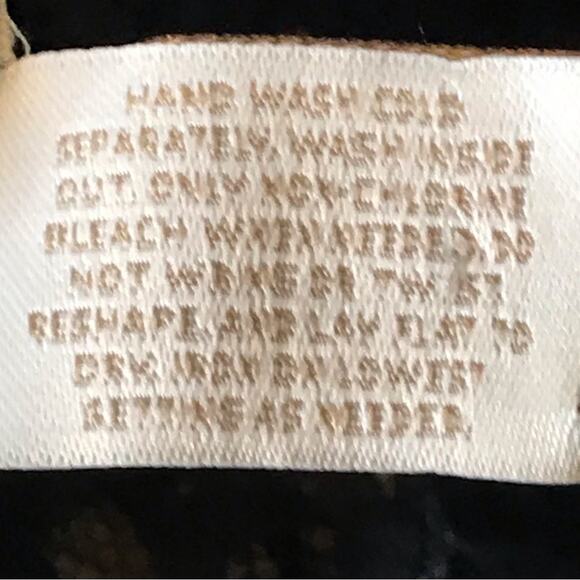 HAND WASH COLD
SEPARATELY. WASH INSIDE
OUT. ONLY NON-CHLORINE
BLEACH WHEN NEEDED. DO
NOT WRING OR TWIST.
RESHAPE AND LAY FLAT TO
DRY. IRON ON LOWEST
SETTING AS NEEDED.